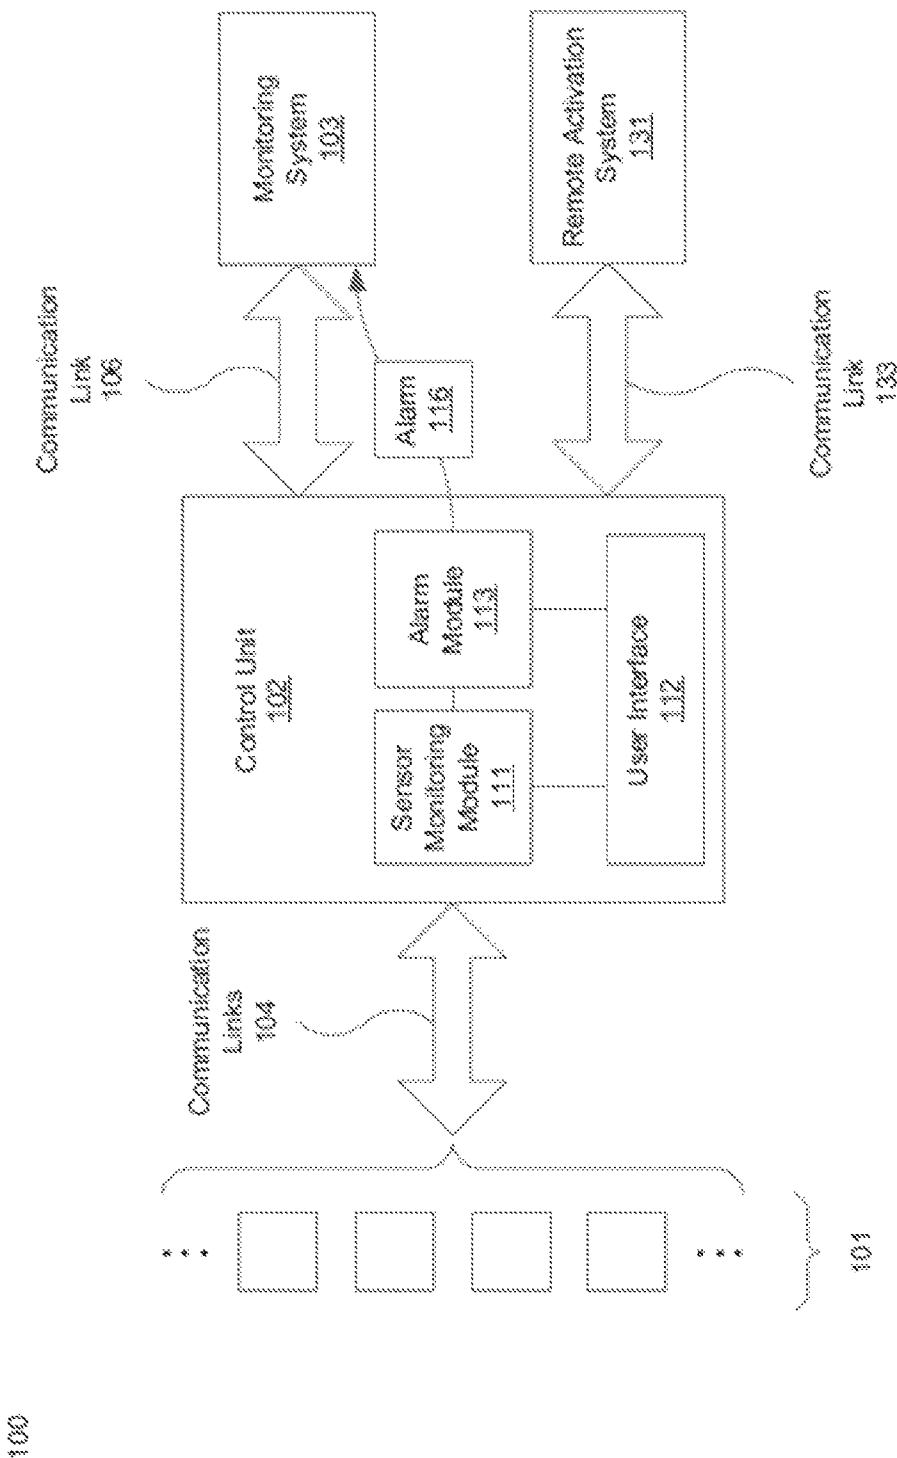 100
101
Communication
Links
104
Control Unit
102
Sensor
Monitoring
Module
111
Alarm
Module
113
User Interface
112
Communication
Link
106
Alarm
116
Communication
Link
133
Monitoring
System
103
Remote Activation
System
131